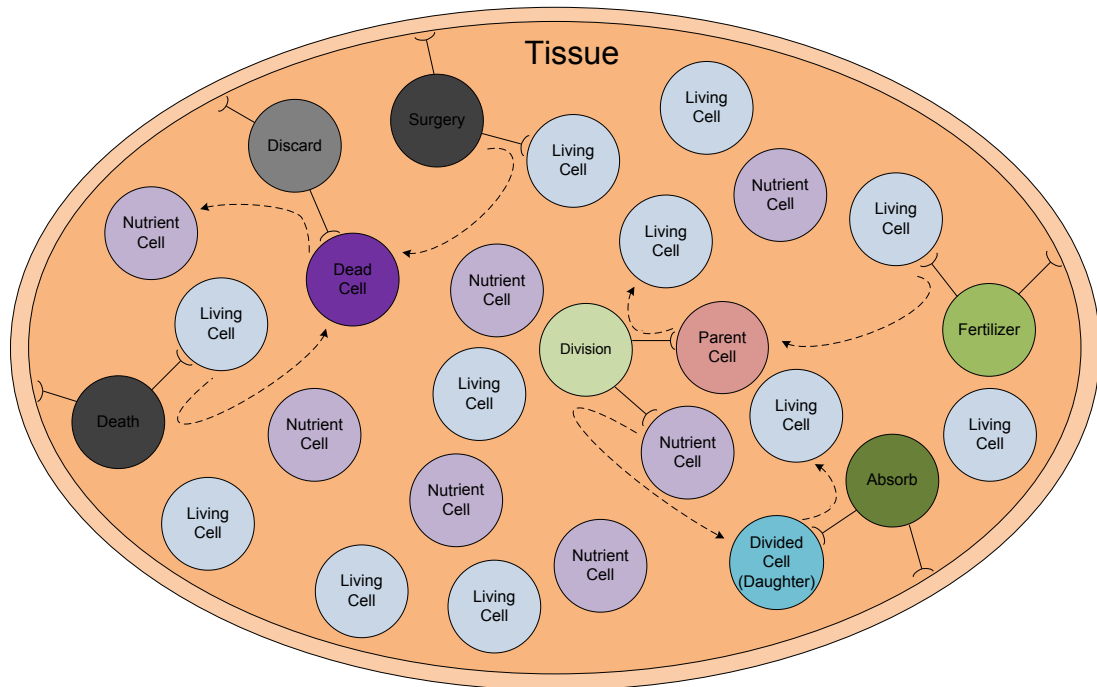 Tissue
Surgery
Living
Cell
Discard
Living
Cell
Nutrient
Cell
Living
Cell
Nutrient
Cell
Living
Cell
Living
Cell
Dead
Cell
Nutrient
Cell
Living
Cell
Division
Parent
Cell
Fertilizer
Living
Cell
Death
Nutrient
Cell
Living
Cell
Living
Cell
Nutrient
Cell
Absorb
Nutrient
Cell
Living
Cell
Divided
Cell
(Daughter)
Nutrient
Cell
Living
Cell
Living
Cell